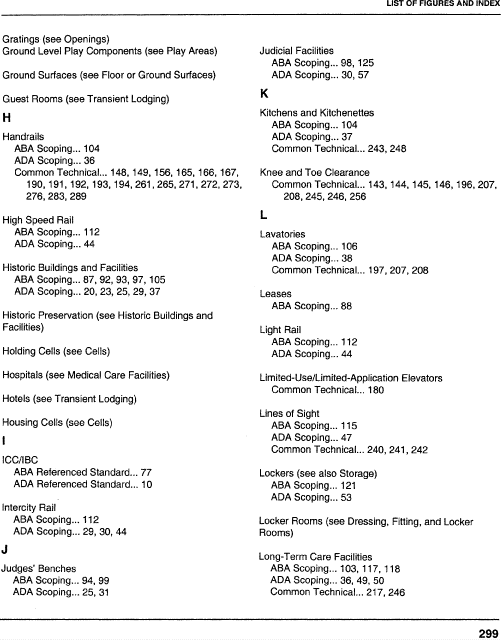 LIST OF FIGURES AND INDEX
Gratings (see Openings)
Ground Level Play Components (see Play Areas)
Ground Surfaces (see Floor or Ground Surfaces)
Guest Rooms (see Transient Lodging)
H
Handrails
ABA Scoping... 104
ADA Scoping... 36
Common Technical... 148, 149, 156, 165, 166, 167,
190, 191, 192, 193, 194, 261, 265, 271, 272, 273,
276, 283, 289
High Speed Rail
ABA Scoping... 112
ADA Scoping... 44
Historic Buildings and Facilities
ABA Scoping... 87, 92, 93, 97, 105
ADA Scoping... 20, 23, 25, 29, 37
Historic Preservation (see Historic Buildings and
Facilities)
Holding Cells (see Cells)
Hospitals (see Medical Care Facilities)
Hotels (see Transient Lodging)
Housing Cells (see Cells)
I
ICC/IBC
ABA Referenced Standard... 77
ADA Referenced Standard... 10
Intercity Rail
ABA Scoping... 112
ADA Scoping... 29, 30, 44
J
Judges' Benches
ABA Scoping... 94, 99
ADA Scoping... 25, 31
Judicial Facilities
ABA Scoping... 98, 125
ADA Scoping... 30, 57
K
Kitchens and Kitchenettes
ABA Scoping... 104
ADA Scoping... 37
Common Technical... 243, 248
Knee and Toe Clearance
Common Technical... 143, 144, 145, 146, 196, 207,
208, 245, 246, 256
L
Lavatories
ABA Scoping... 106
ADA Scoping... 38
Common Technical... 197, 207, 208
Leases
ABA Scoping... 88
Light Rail
ABA Scoping... 112
ADA Scoping... 44
Limited-Use/Limited-Application Elevators
Common Technical... 180
Lines of Sight
ABA Scoping... 115
ADA Scoping... 47
Common Technical... 240, 241, 242
Lockers (see also Storage)
ABA Scoping... 121
ADA Scoping... 53
Locker Rooms (see Dressing, Fitting, and Locker
Rooms)
Long-Term Care Facilities
ABA Scoping... 103, 117, 118
ADA Scoping... 36, 49, 50
Common Technical... 217, 246
299